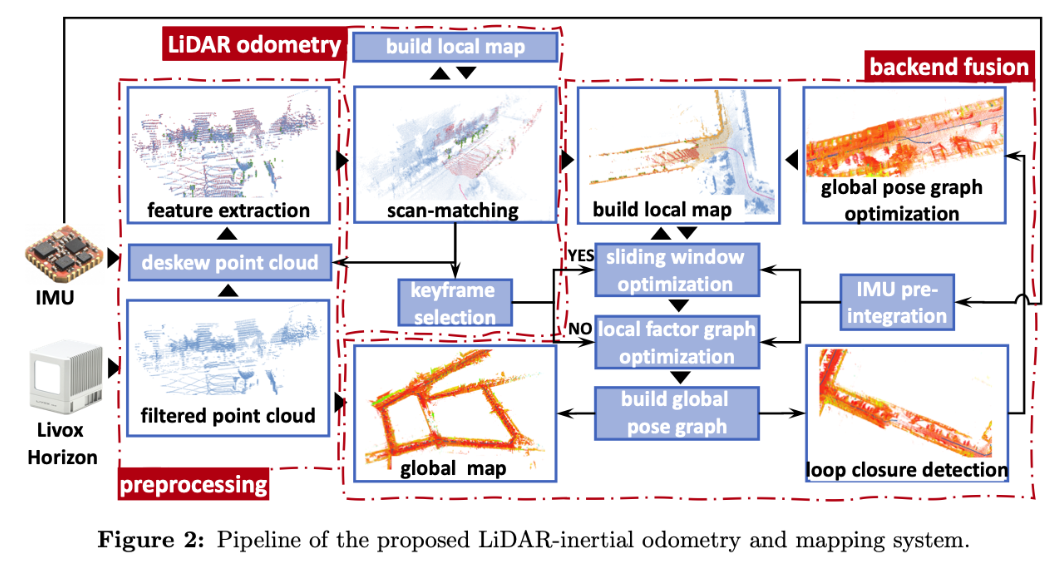 LiDAR odometry
build local map
backend fusion
feature extraction
scan-matching
build local map
global pose graph
optimization
deskew point cloud
IMU
keyframe
selection
YES
sliding window
optimization
NO
local factor graph
optimization
IMU pre-
integration
filtered point cloud
Livox
Horizon
global map
build global
pose graph
loop closure detection
preprocessing
Figure 2: Pipeline of the proposed LiDAR-inertial odometry and mapping system.